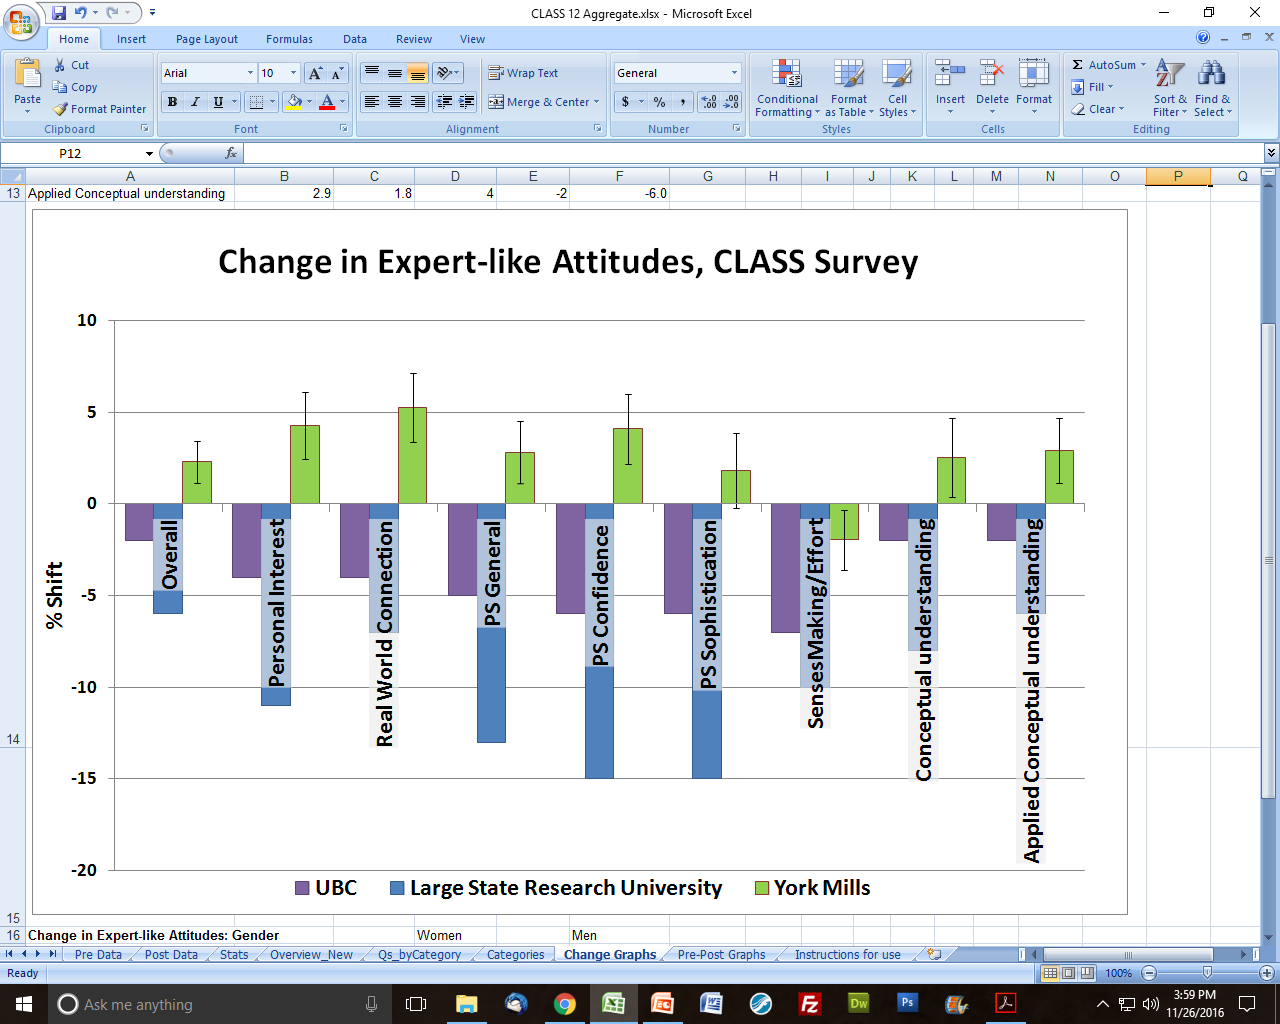 CLASS 12 Aggregate.xlsx - Microsoft Excel
Home Insert Page Layout Formulas Data Review View
Paste Cut Copy Format Painter
Clipboard
Arial 10 A A
B I U A
Font
Wrap Text
Merge & Center
Alignment
General
$ % , .00 .00
Number
Conditional Formatting
Format as Table
Cell Styles
Styles
Insert Delete Format
Cells
Σ AutoSum
Fill
Clear
Sort & Filter
Find & Select
Editing
P12 fx
A B C D E F G H I J K L M N O P Q
13 Applied Conceptual understanding 2.9 1.8 4 -2 -6.0
Change in Expert-like Attitudes, CLASS Survey
10
5
0
-5
-10
-15
-20
% Shift
Overall
Personal Interest
Real World Connection
PS General
PS Confidence
PS Sophistication
SensesMaking/Effort
Conceptual understanding
Applied Conceptual understanding
UBC Large State Research University York Mills
14
15
16 Change in Expert-like Attitudes: Gender Women Men
Pre Data Post Data Stats Overview_New Qs_byCategory Categories Change Graphs Pre-Post Graphs Instructions for use
Ready 100%
Ask me anything
Dw Ps
3:59 PM
11/26/2016